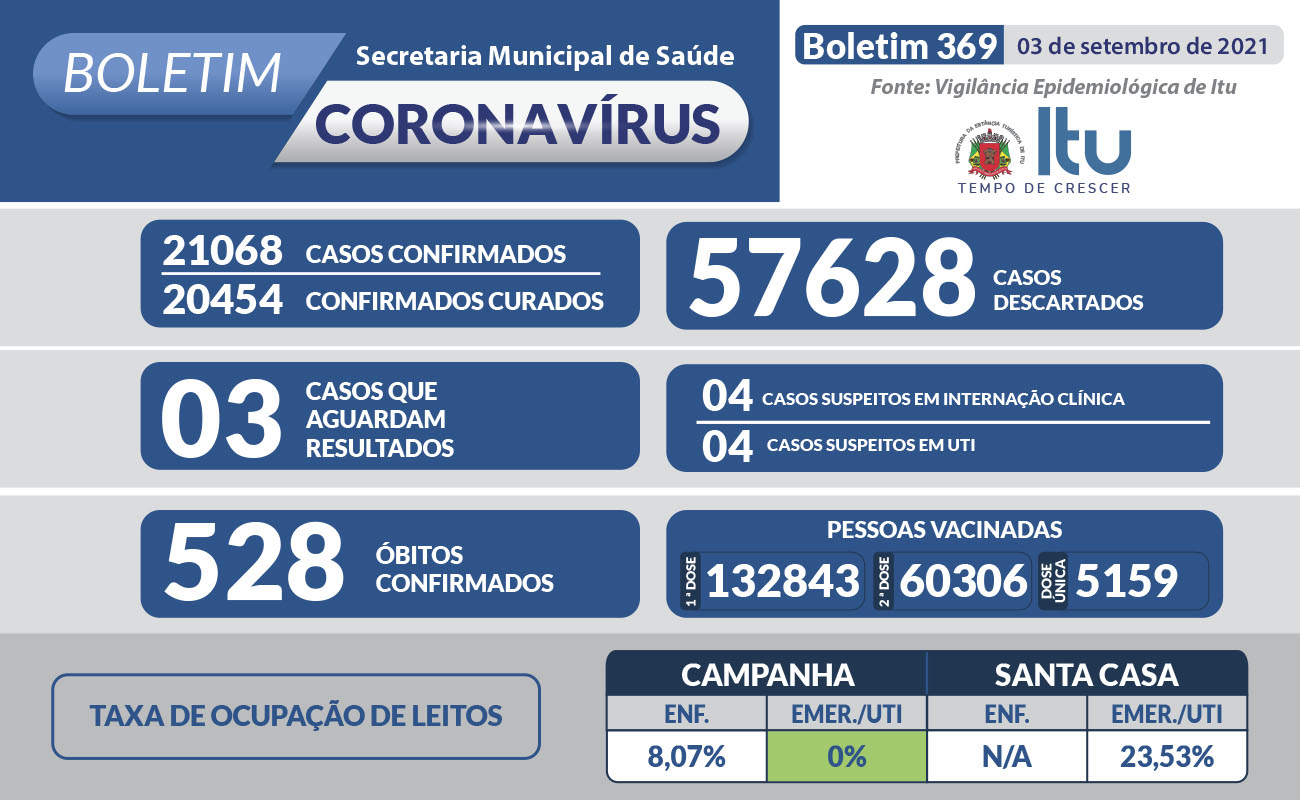 BOLETIM
Secretaria Municipal de Saúde
CORONAVÍRUS
Boletim 369
03 de setembro de 2021
Fonte: Vigilância Epidemiológica de Itu
PREFEITURA DA ESTÂNCIA TURÍSTICA DE ITU
Itu
TEMPO DE CRESCER
21068 CASOS CONFIRMADOS
20454 CONFIRMADOS CURADOS
57628 CASOS
DESCARTADOS
03 CASOS QUE
AGUARDAM
RESULTADOS
04 CASOS SUSPEITOS EM INTERNAÇÃO CLÍNICA
04 CASOS SUSPEITOS EM UTI
528 ÓBITOS
CONFIRMADOS
PESSOAS VACINADAS
1ª DOSE 132843 2ª DOSE 60306 DOSE ÚNICA 5159
TAXA DE OCUPAÇÃO DE LEITOS
CAMPANHA SANTA CASA
ENF. EMER./UTI ENF. EMER./UTI
8,07% 0% N/A 23,53%